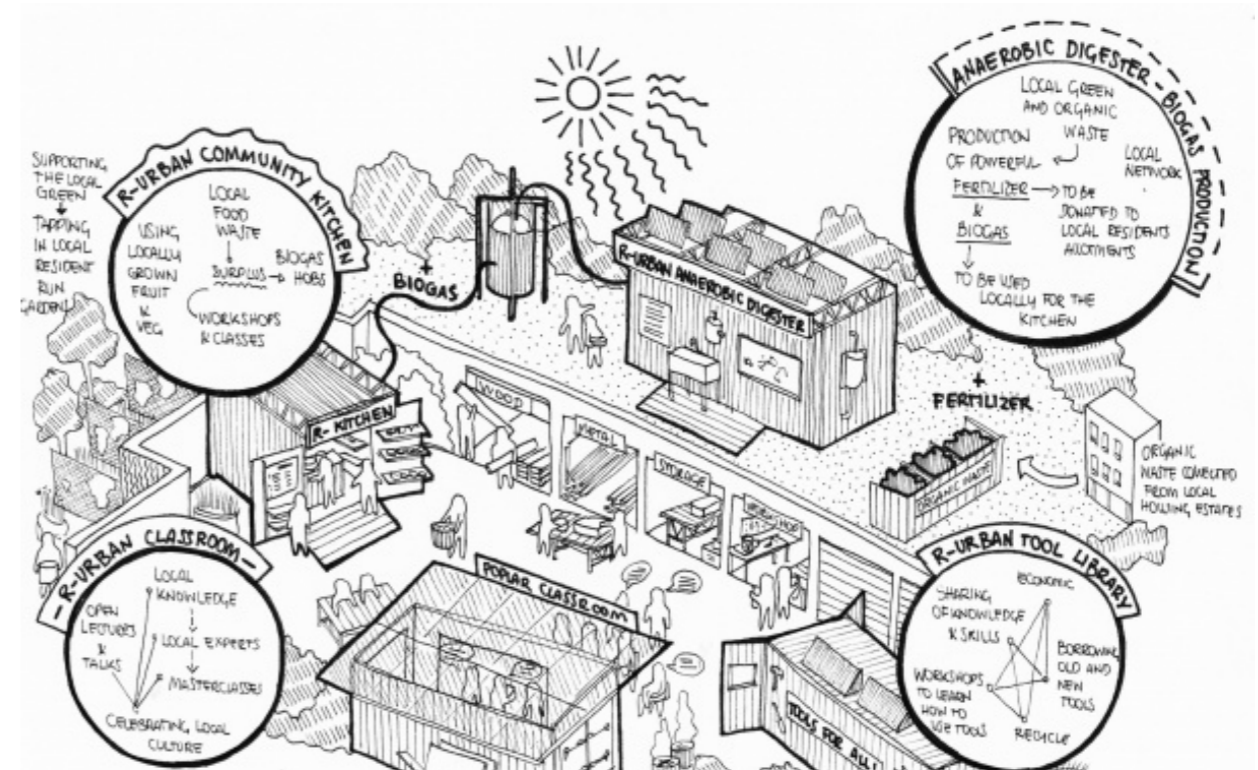 SUPPORTING
THE LOCAL
GREEN
TAPPING
IN LOCAL
RESIDENT
RUN
GARDENS
R-URBAN COMMUNITY KITCHEN
LOCAL
FOOD
WASTE
SURPLUS
BIOGAS
HOBS
WORKSHOPS
& CLASSES
USING
LOCALLY
GROWN
FRUIT
&
VEG
+
BIOGAS
R-URBAN ANAEROBIC DIGESTER
ANAEROBIC DIGESTER - BIOGAS PRODUCTION
LOCAL GREEN
AND ORGANIC
WASTE
PRODUCTION
OF POWERFUL
FERTILIZER
&
BIOGAS
TO BE USED
LOCALLY FOR THE
KITCHEN
LOCAL
NETWORK
TO BE
DONATED TO
LOCAL RESIDENTS
ALLOTMENTS
+
FERTILIZER
ORGANIC WASTE
ORGANIC
WASTE COLLECTED
FROM LOCAL
HOUSING ESTATES
R-KITCHEN
WOOD
METAL
STORAGE
WORKSHOP
-R-URBAN CLASSROOM-
LOCAL
KNOWLEDGE
LOCAL EXPERTS
MASTERCLASSES
OPEN
LECTURES
&
TALKS
CELEBRATING LOCAL
CULTURE
POPLAR CLASSROOM
R-URBAN TOOL LIBRARY
ECONOMIC
SHARING
OF KNOWLEDGE
& SKILLS
BORROWING
OLD AND
NEW
TOOLS
WORKSHOPS
TO LEARN
HOW TO
USE TOOLS
RECYCLE
TOOLS FOR ALL!